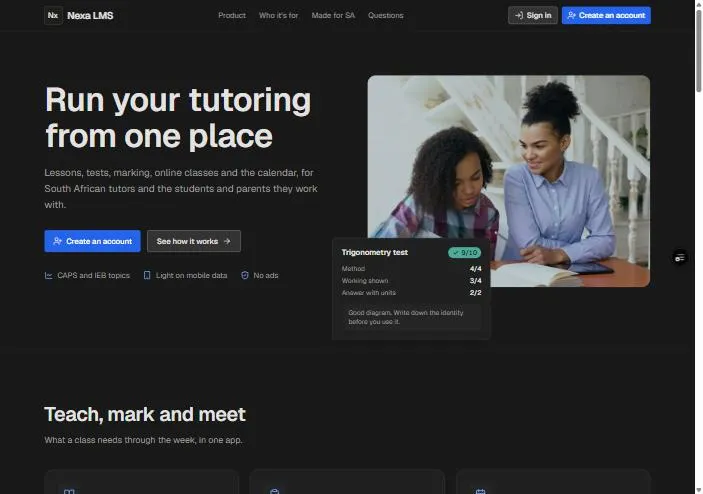 Nx Nexa LMS
Product Who it's for Made for SA Questions
Sign in Create an account
Run your tutoring
from one place
Lessons, tests, marking, online classes and the calendar, for
South African tutors and the students and parents they work
with.
Create an account See how it works →
CAPS and IEB topics Light on mobile data No ads
Trigonometry test 9/10
Method 4/4
Working shown 3/4
Answer with units 2/2
Good diagram. Write down the identity
before you use it.
Teach, mark and meet
What a class needs through the week, in one app.